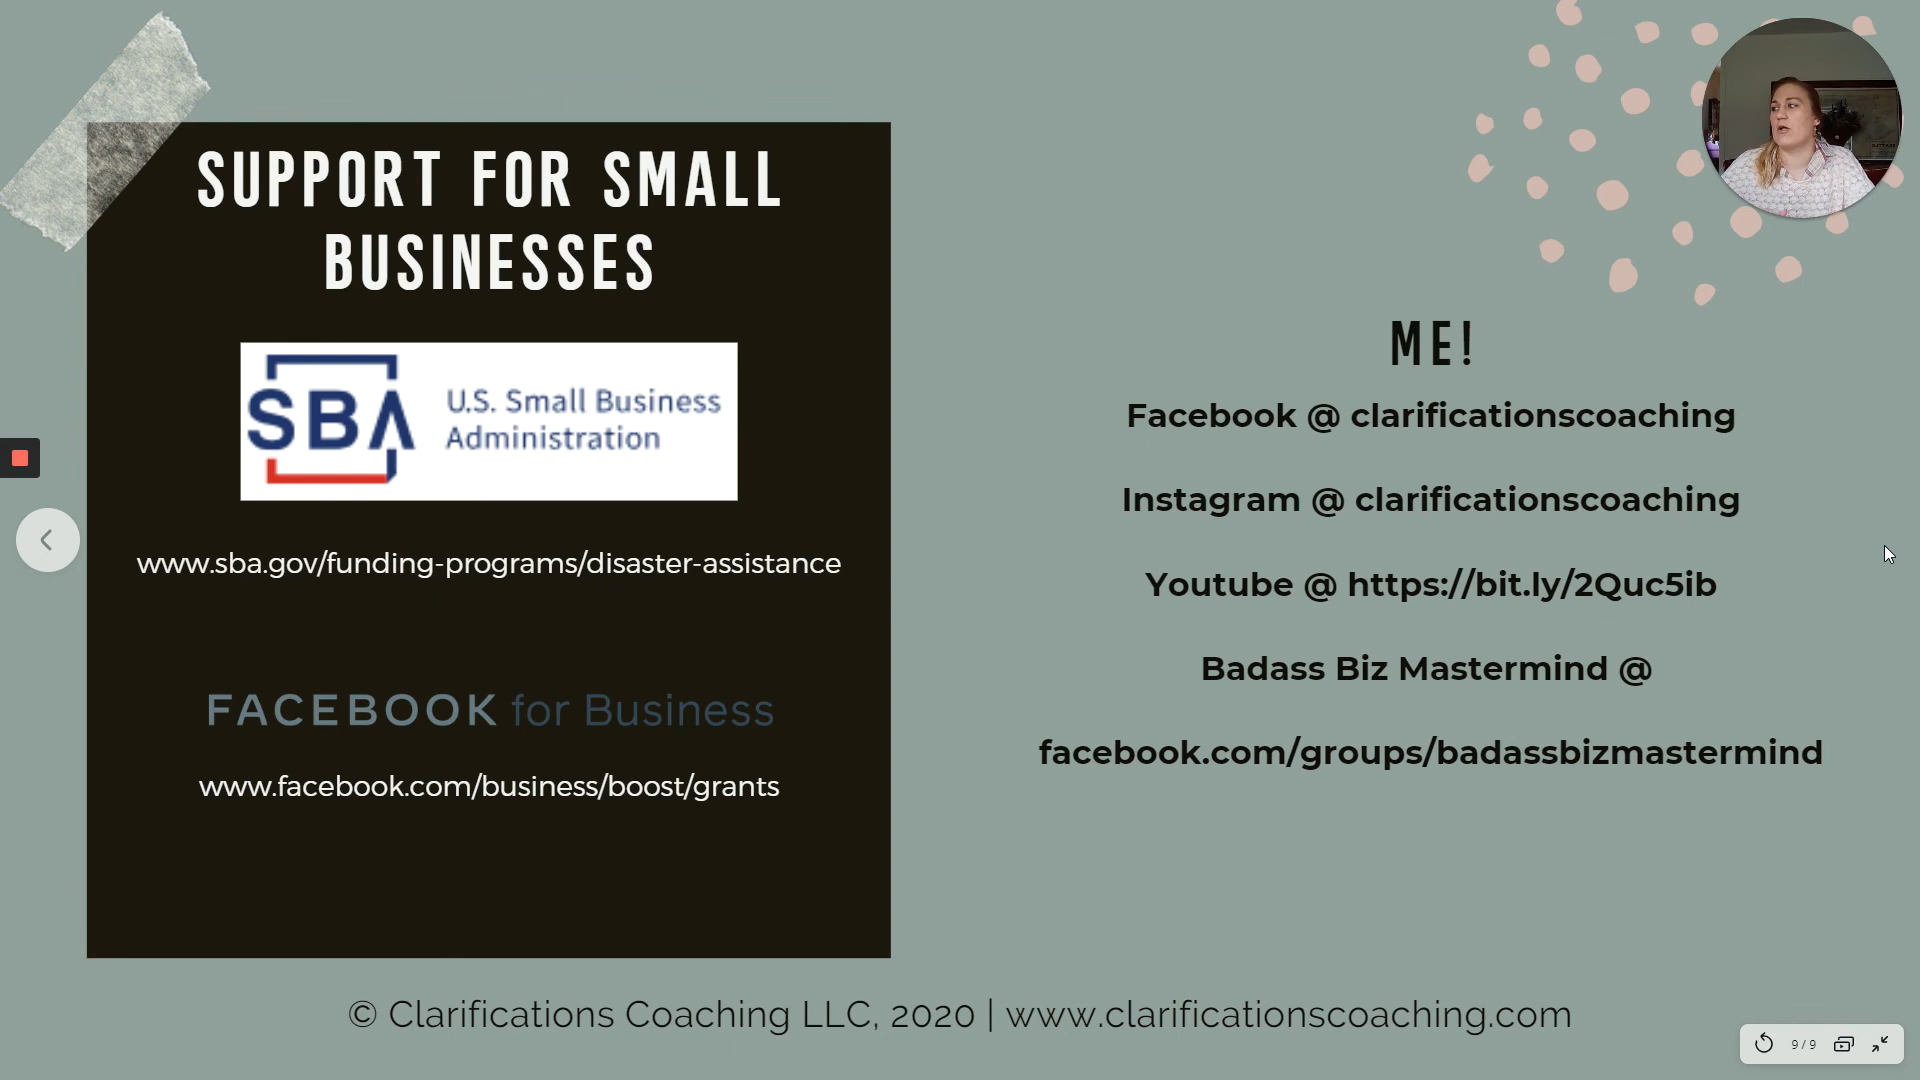 SUPPORT FOR SMALL
BUSINESSES
SBA
U.S. Small Business
Administration
www.sba.gov/funding-programs/disaster-assistance
FACEBOOK for Business
www.facebook.com/business/boost/grants
ME!
Facebook @ clarificationscoaching
Instagram @ clarificationscoaching
Youtube @ https://bit.ly/2Quc5ib
Badass Biz Mastermind @
facebook.com/groups/badassbizmastermind
© Clarifications Coaching LLC, 2020 | www.clarificationscoaching.com
9 / 9